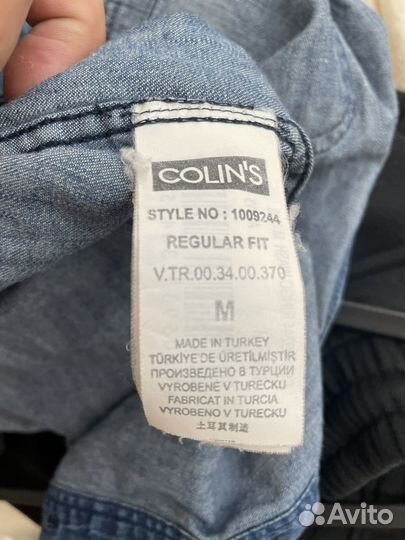 COLIN'S
STYLE NO : 1009244
REGULAR FIT
V.TR.00.34.00.370
M
MADE IN TURKEY
TÜRKİYE'DE ÜRETİLMİŞTİR
ПРОИЗВЕДЕНО В ТУРЦИИ
VYROBENE V TURECKU
FABRICAT IN TURCIA
VYROBENO V TURECKU
土耳其制造
Avito